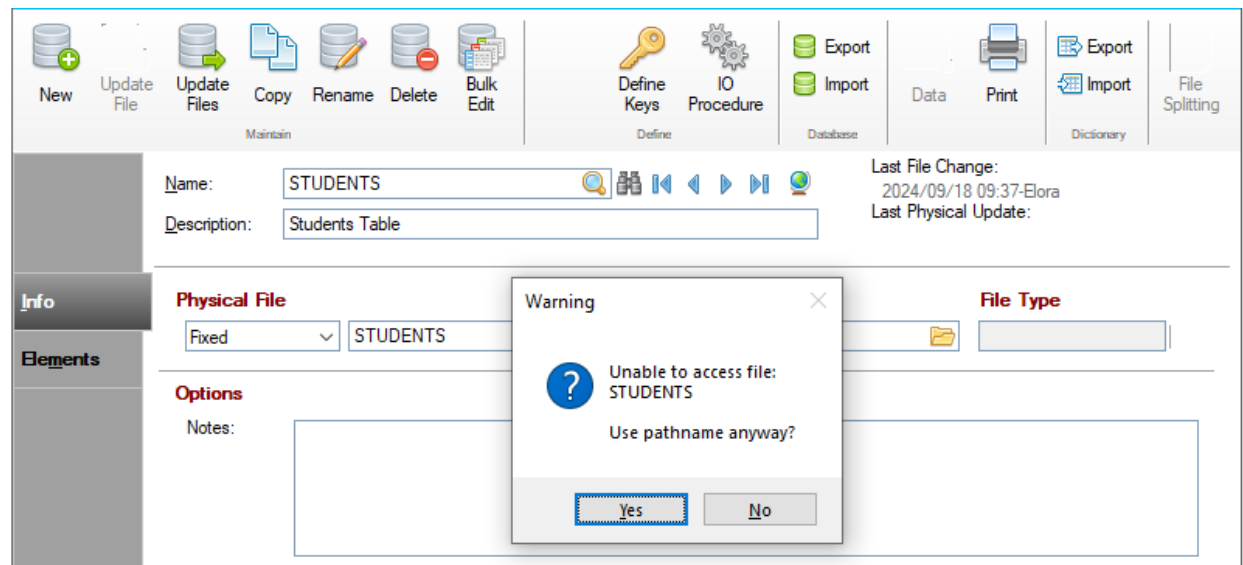 New
Update
File
Update
Files
Copy
Rename
Delete
Bulk
Edit
Maintain
Define
Keys
IO
Procedure
Define
Export
Import
Database
Data
Print
Export
Import
Dictionary
File
Splitting
Name:
STUDENTS
Last File Change:
2024/09/18 09:37-Elora
Last Physical Update:
Description:
Students Table
Info
Elements
Physical File
Fixed
STUDENTS
File Type
Options
Notes:
Warning
Unable to access file:
STUDENTS
Use pathname anyway?
Yes
No